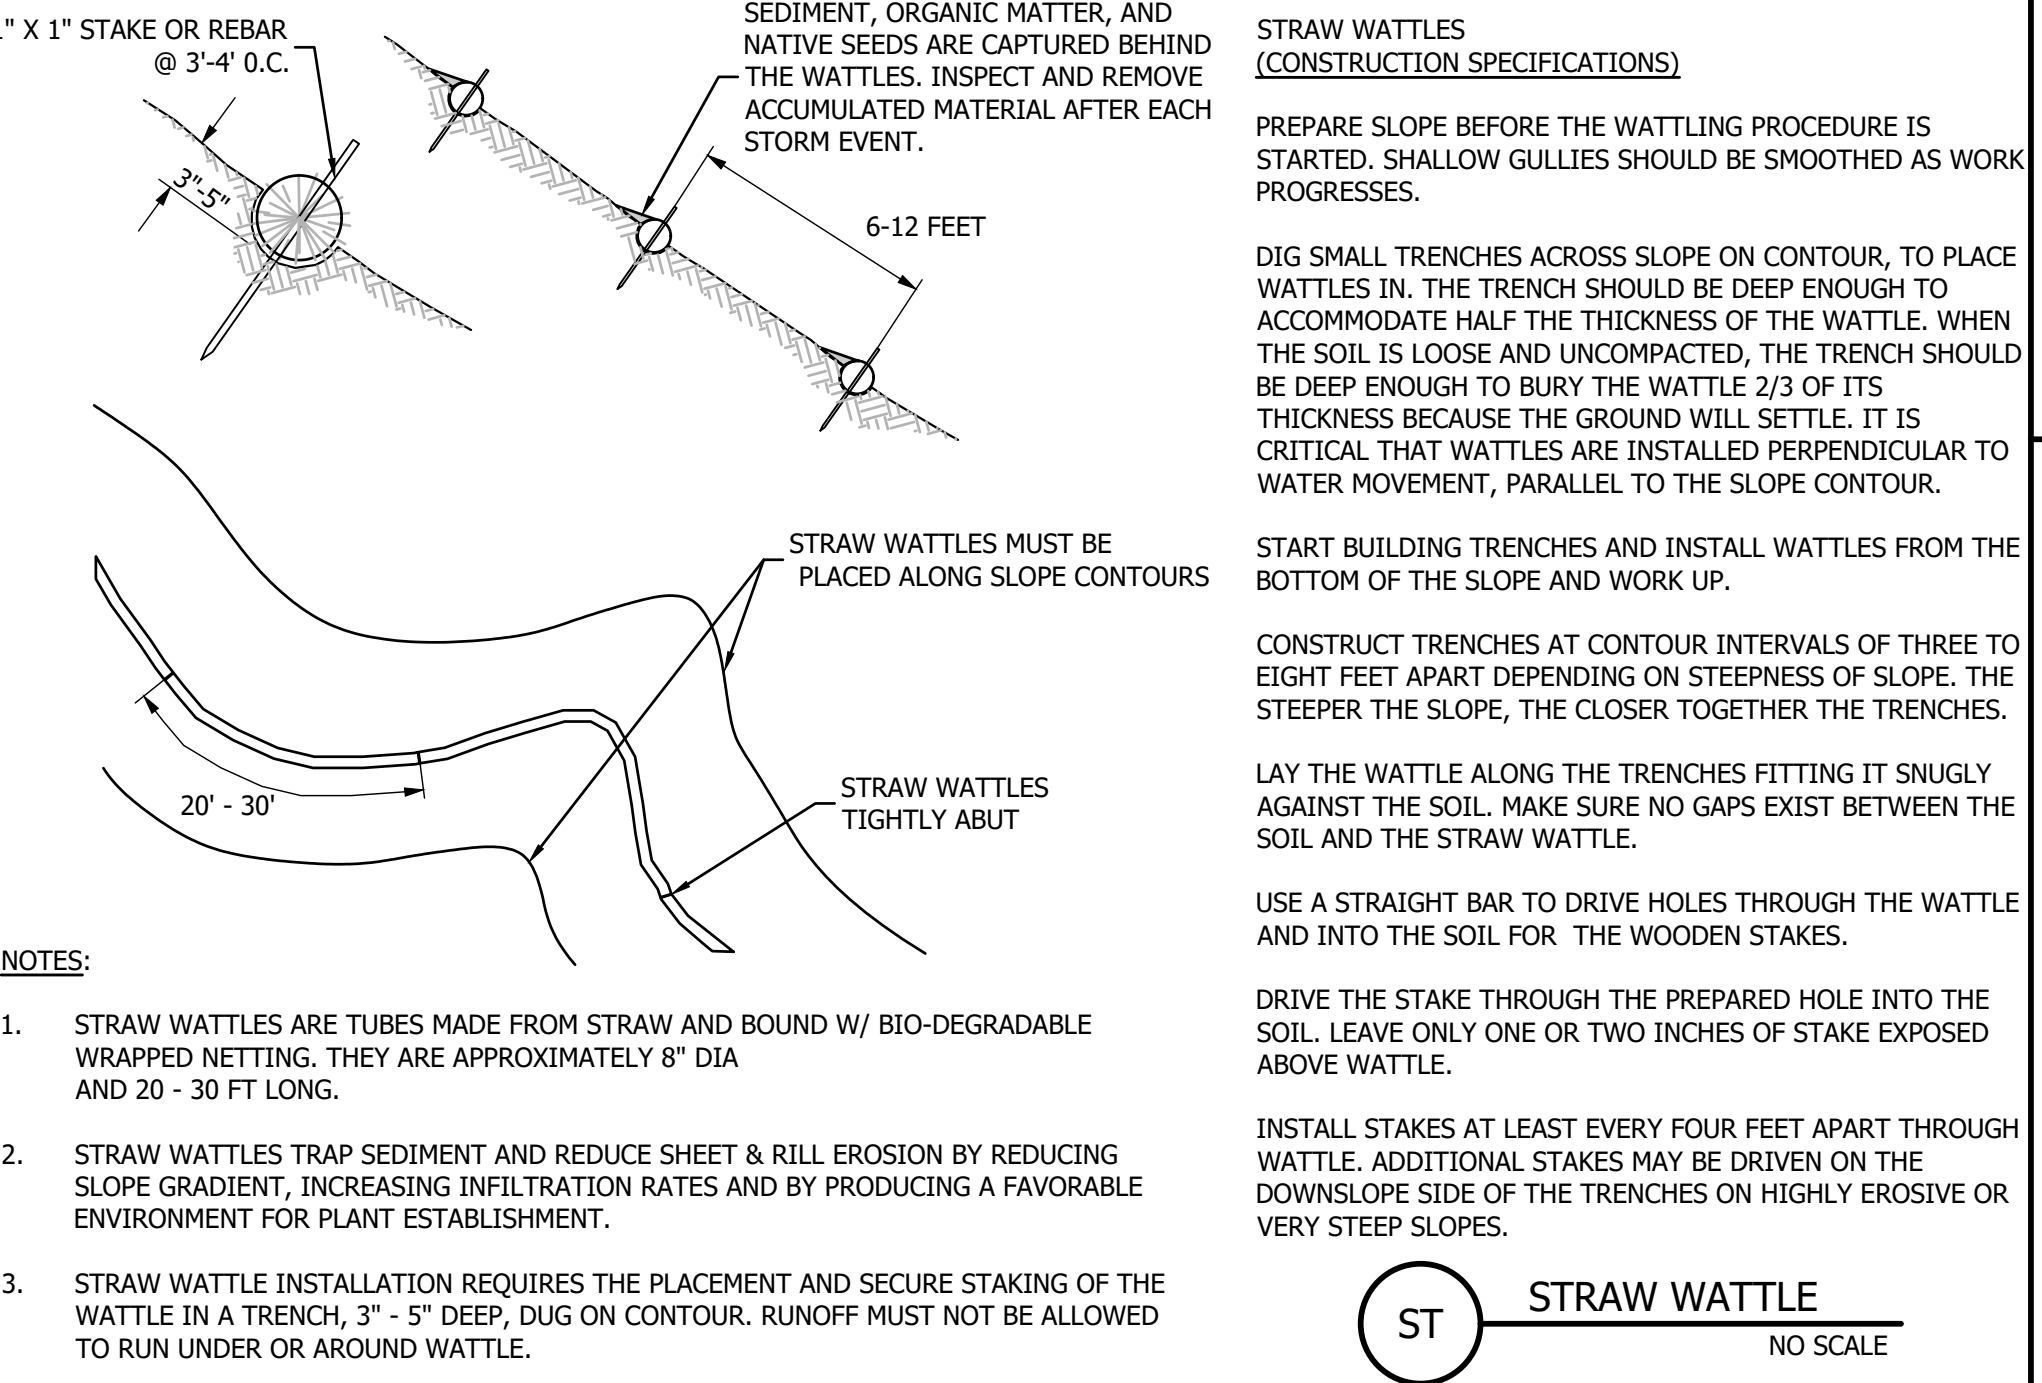 " X 1" STAKE OR REBAR
@ 3'-4' O.C.
3"-5"
SEDIMENT, ORGANIC MATTER, AND
NATIVE SEEDS ARE CAPTURED BEHIND
THE WATTLES. INSPECT AND REMOVE
ACCUMULATED MATERIAL AFTER EACH
STORM EVENT.
6-12 FEET
STRAW WATTLES MUST BE
PLACED ALONG SLOPE CONTOURS
20' - 30'
STRAW WATTLES
TIGHTLY ABUT
NOTES:
1. STRAW WATTLES ARE TUBES MADE FROM STRAW AND BOUND W/ BIO-DEGRADABLE
WRAPPED NETTING. THEY ARE APPROXIMATELY 8" DIA
AND 20 - 30 FT LONG.
2. STRAW WATTLES TRAP SEDIMENT AND REDUCE SHEET & RILL EROSION BY REDUCING
SLOPE GRADIENT, INCREASING INFILTRATION RATES AND BY PRODUCING A FAVORABLE
ENVIRONMENT FOR PLANT ESTABLISHMENT.
3. STRAW WATTLE INSTALLATION REQUIRES THE PLACEMENT AND SECURE STAKING OF THE
WATTLE IN A TRENCH, 3" - 5" DEEP, DUG ON CONTOUR. RUNOFF MUST NOT BE ALLOWED
TO RUN UNDER OR AROUND WATTLE.
STRAW WATTLES
(CONSTRUCTION SPECIFICATIONS)
PREPARE SLOPE BEFORE THE WATTLING PROCEDURE IS
STARTED. SHALLOW GULLIES SHOULD BE SMOOTHED AS WORK
PROGRESSES.
DIG SMALL TRENCHES ACROSS SLOPE ON CONTOUR, TO PLACE
WATTLES IN. THE TRENCH SHOULD BE DEEP ENOUGH TO
ACCOMMODATE HALF THE THICKNESS OF THE WATTLE. WHEN
THE SOIL IS LOOSE AND UNCOMPACTED, THE TRENCH SHOULD
BE DEEP ENOUGH TO BURY THE WATTLE 2/3 OF ITS
THICKNESS BECAUSE THE GROUND WILL SETTLE. IT IS
CRITICAL THAT WATTLES ARE INSTALLED PERPENDICULAR TO
WATER MOVEMENT, PARALLEL TO THE SLOPE CONTOUR.
START BUILDING TRENCHES AND INSTALL WATTLES FROM THE
BOTTOM OF THE SLOPE AND WORK UP.
CONSTRUCT TRENCHES AT CONTOUR INTERVALS OF THREE TO
EIGHT FEET APART DEPENDING ON STEEPNESS OF SLOPE. THE
STEEPER THE SLOPE, THE CLOSER TOGETHER THE TRENCHES.
LAY THE WATTLE ALONG THE TRENCHES FITTING IT SNUGLY
AGAINST THE SOIL. MAKE SURE NO GAPS EXIST BETWEEN THE
SOIL AND THE STRAW WATTLE.
USE A STRAIGHT BAR TO DRIVE HOLES THROUGH THE WATTLE
AND INTO THE SOIL FOR THE WOODEN STAKES.
DRIVE THE STAKE THROUGH THE PREPARED HOLE INTO THE
SOIL. LEAVE ONLY ONE OR TWO INCHES OF STAKE EXPOSED
ABOVE WATTLE.
INSTALL STAKES AT LEAST EVERY FOUR FEET APART THROUGH
WATTLE. ADDITIONAL STAKES MAY BE DRIVEN ON THE
DOWNSLOPE SIDE OF THE TRENCHES ON HIGHLY EROSIVE OR
VERY STEEP SLOPES.
ST
STRAW WATTLE
NO SCALE